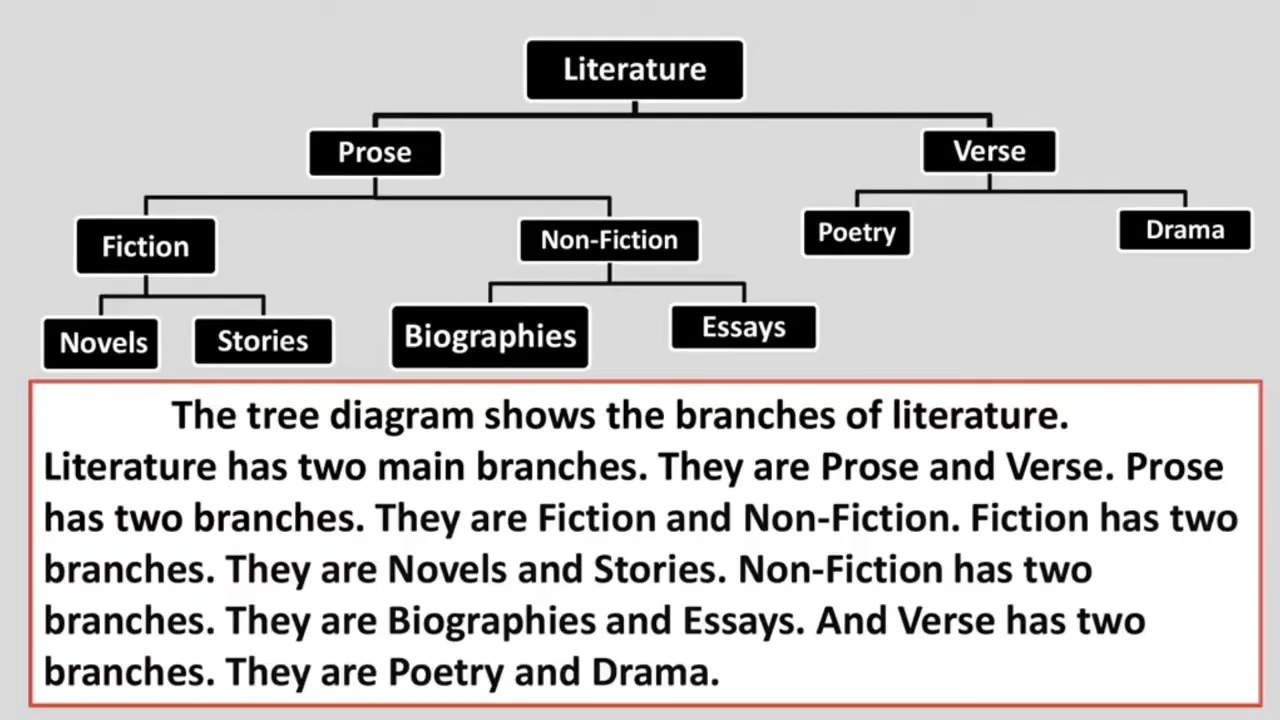 Literature
Prose
Verse
Fiction
Non-Fiction
Poetry
Drama
Novels
Stories
Biographies
Essays
The tree diagram shows the branches of literature.
Literature has two main branches. They are Prose and Verse. Prose
has two branches. They are Fiction and Non-Fiction. Fiction has two
branches. They are Novels and Stories. Non-Fiction has two
branches. They are Biographies and Essays. And Verse has two
branches. They are Poetry and Drama.